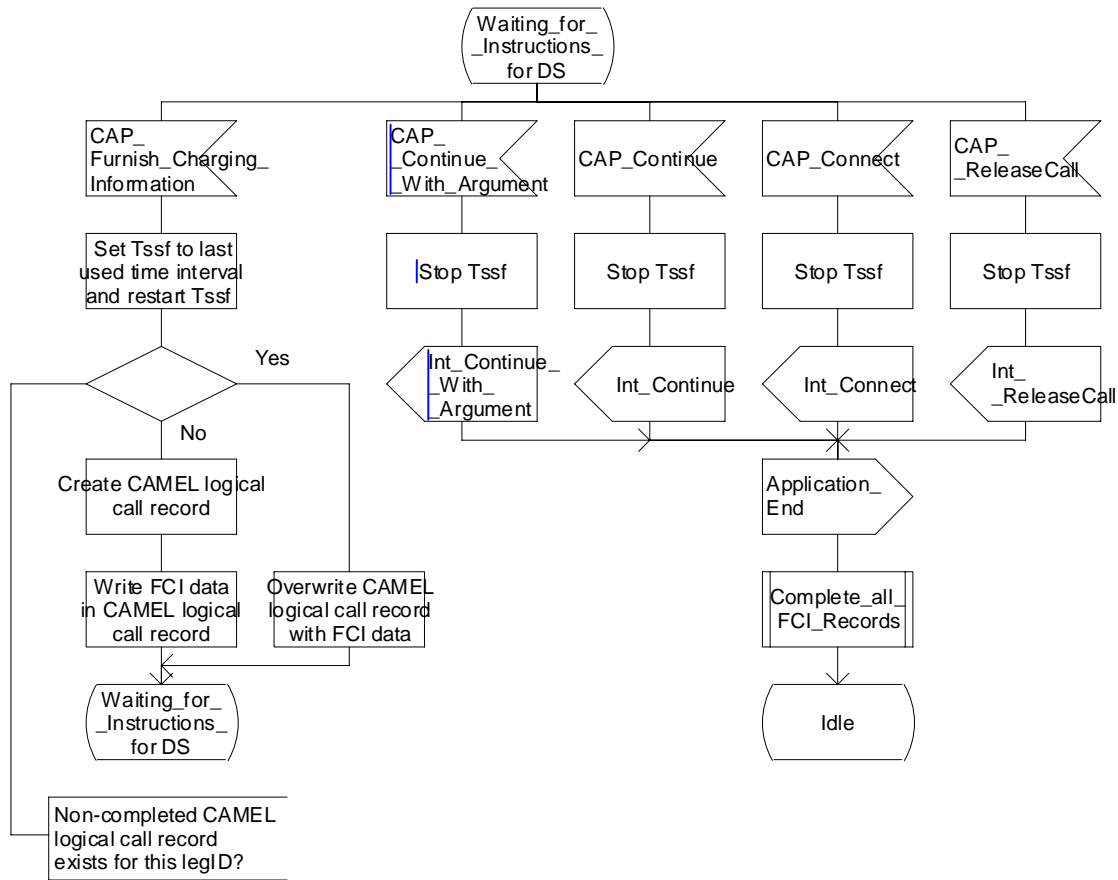 Waiting_for_
_Instructions_
for DS
CAP_
Furnish_Charging_
Information
CAP_
_Continue_
_With_Argument
CAP_Continue
CAP_Connect
CAP_
_ReleaseCall
Set Tssf to last
used time interval
and restart Tssf
Stop Tssf
Stop Tssf
Stop Tssf
Stop Tssf
Yes
No
Int_Continue_
_With_
_Argument
Int_Continue
Int_Connect
Int_
_ReleaseCall
Create CAMEL logical
call record
Application_
End
Write FCI data
in CAMEL logical
call record
Overwrite CAMEL
logical call record
with FCI data
Complete_all_
_FCI_Records
Waiting_for_
_Instructions_
for DS
Idle
Non-completed CAMEL
logical call record
exists for this legID?